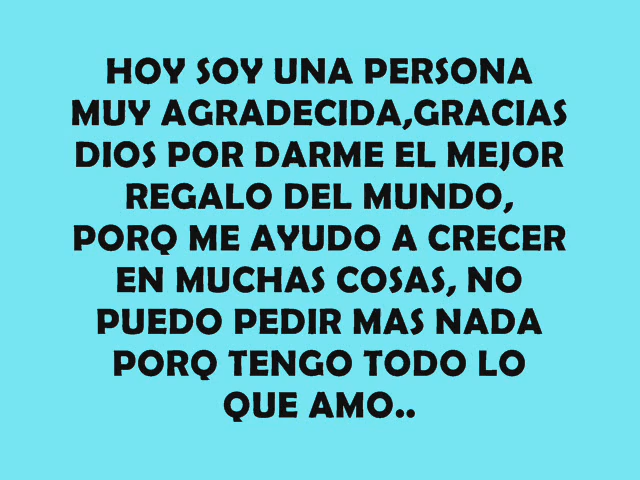 HOY SOY UNA PERSONA
MUY AGRADECIDA,GRACIAS
DIOS POR DARME EL MEJOR
REGALO DEL MUNDO,
PORQ ME AYUDO A CRECER
EN MUCHAS COSAS, NO
PUEDO PEDIR MAS NADA
PORQ TENGO TODO LO
QUE AMO..